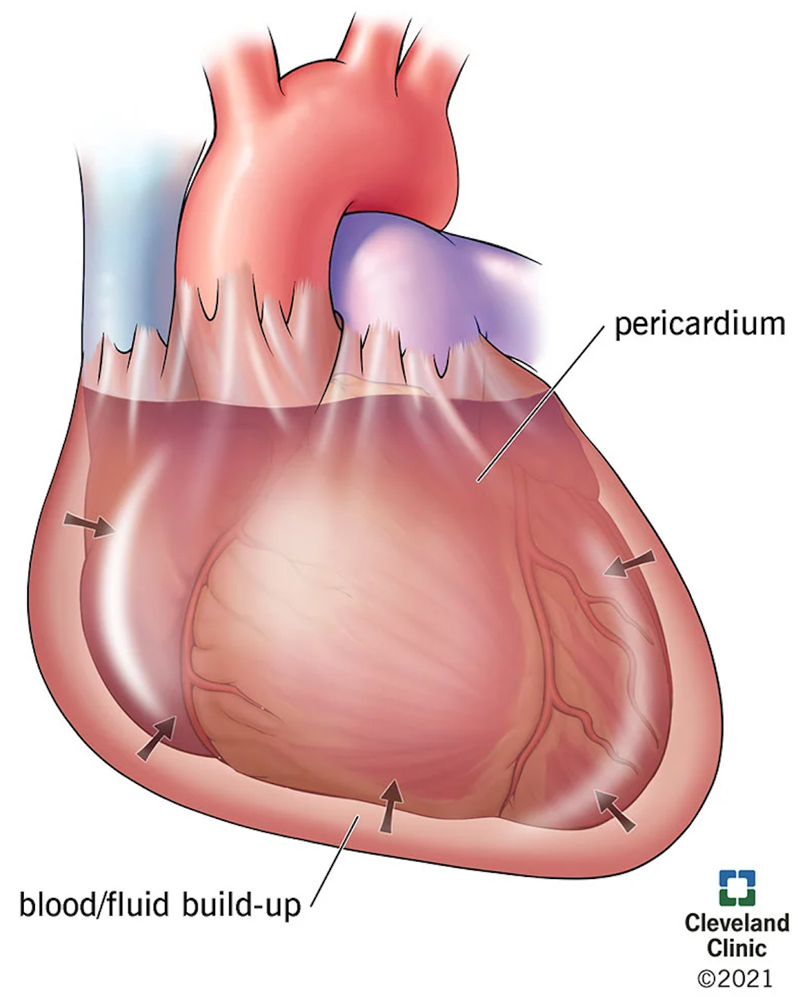 pericardium
blood/fluid build-up
Cleveland
Clinic
©2021